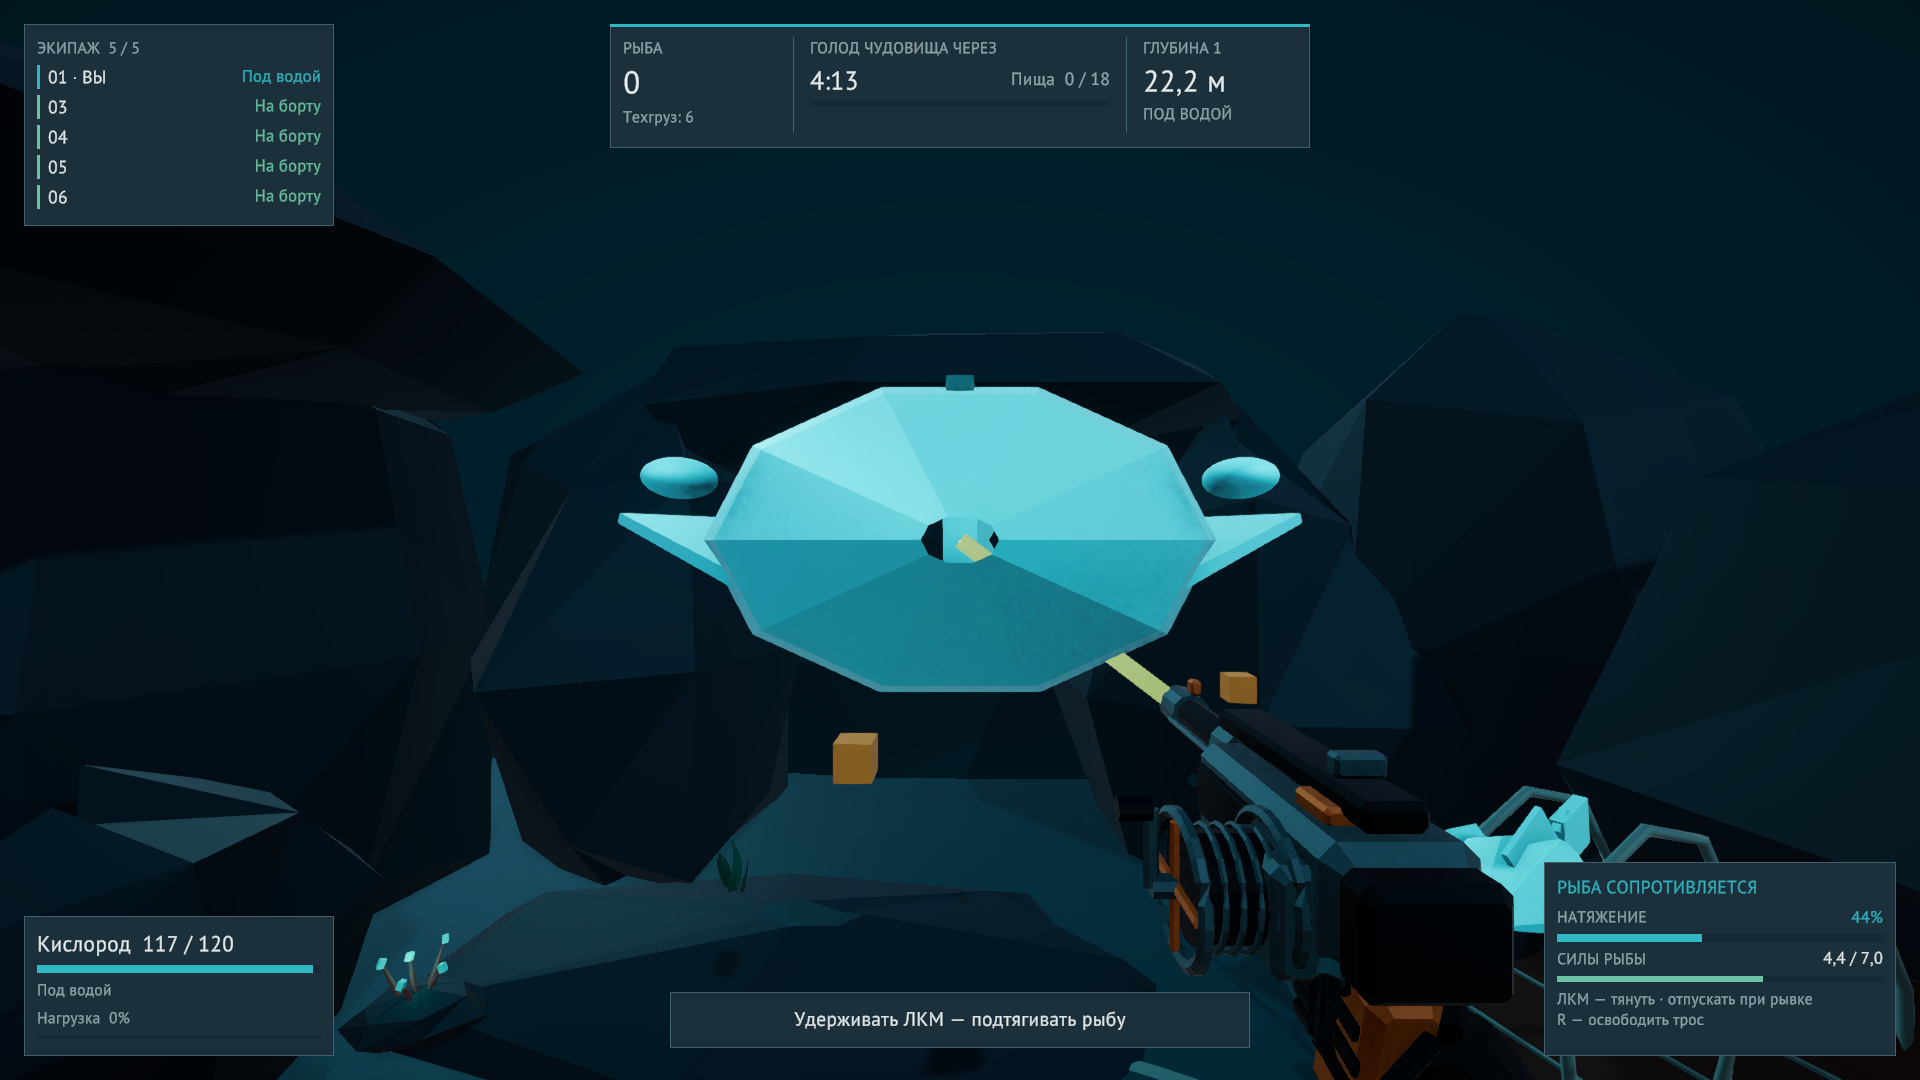 ЭКИПАЖ 5 / 5
01 · ВЫ Под водой
03 На борту
04 На борту
05 На борту
06 На борту
РЫБА
0
Техгруз: 6
ГОЛОД ЧУДОВИЩА ЧЕРЕЗ
4:13 Пища 0 / 18
ГЛУБИНА 1
22,2 м
ПОД ВОДОЙ
Кислород 117 / 120
Под водой
Нагрузка 0%
Удерживать ЛКМ — подтягивать рыбу
РЫБА СОПРОТИВЛЯЕТСЯ
НАТЯЖЕНИЕ 44%
СИЛЫ РЫБЫ 4,4 / 7,0
ЛКМ — тянуть · отпускать при рывке
R — освободить трос